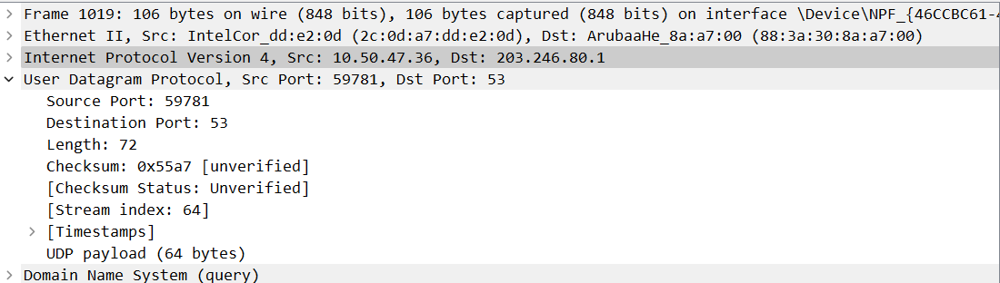 Frame 1019: 106 bytes on wire (848 bits), 106 bytes captured (848 bits) on interface \Device\NPF_{46CCBC61-4
Ethernet II, Src: IntelCor_dd:e2:0d (2c:0d:a7:dd:e2:0d), Dst: ArubaaHe_8a:a7:00 (88:3a:30:8a:a7:00)
Internet Protocol Version 4, Src: 10.50.47.36, Dst: 203.246.80.1
User Datagram Protocol, Src Port: 59781, Dst Port: 53
Source Port: 59781
Destination Port: 53
Length: 72
Checksum: 0x55a7 [unverified]
[Checksum Status: Unverified]
[Stream index: 64]
[Timestamps]
UDP payload (64 bytes)
Domain Name System (query)